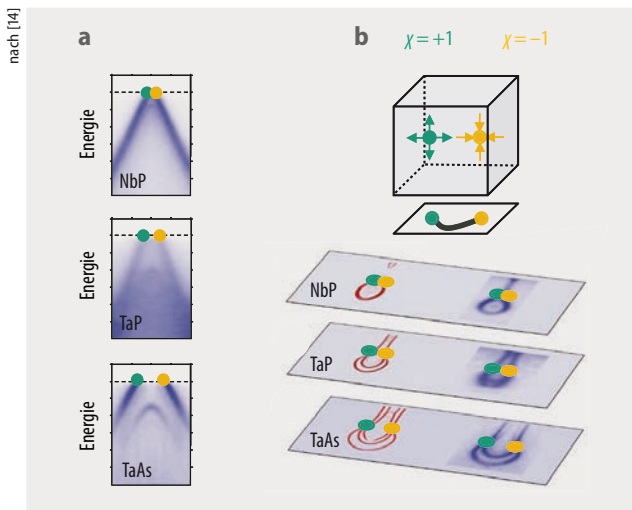 nach [14]
a
Energie
NbP
Energie
TaP
Energie
TaAs
b
χ = +1
χ = −1
NbP
TaP
TaAs